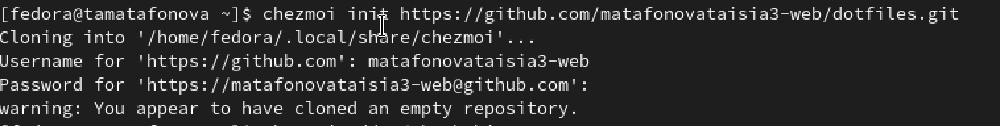 [fedora@tamatafonova ~]$ chezmoi init https://github.com/matafonovataisia3-web/dotfiles.git
Cloning into '/home/fedora/.local/share/chezmoi'...
Username for 'https://github.com': matafonovataisia3-web
Password for 'https://matafonovataisia3-web@github.com':
warning: You appear to have cloned an empty repository.